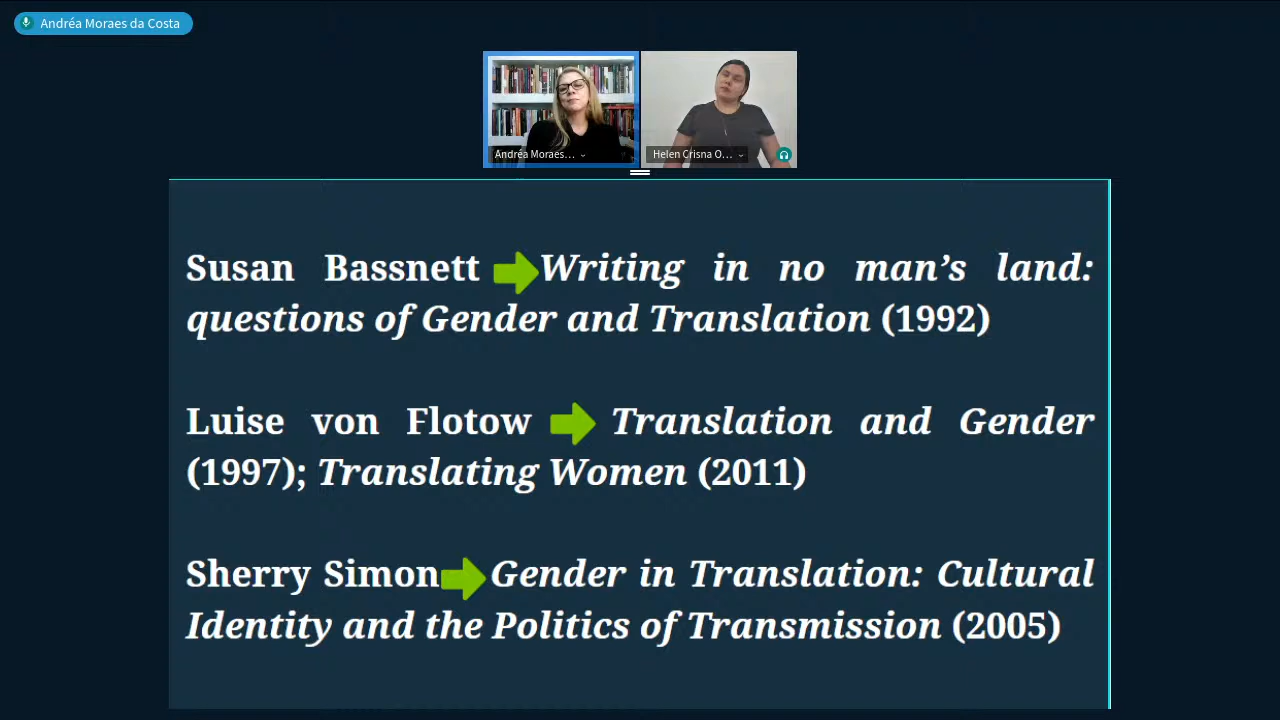 Andréa Moraes da Costa
Andréa Moraes...
Helen Crisna O...
Susan Bassnett Writing in no man’s land:
questions of Gender and Translation (1992)
Luise von Flotow Translation and Gender
(1997); Translating Women (2011)
Sherry Simon Gender in Translation: Cultural
Identity and the Politics of Transmission (2005)